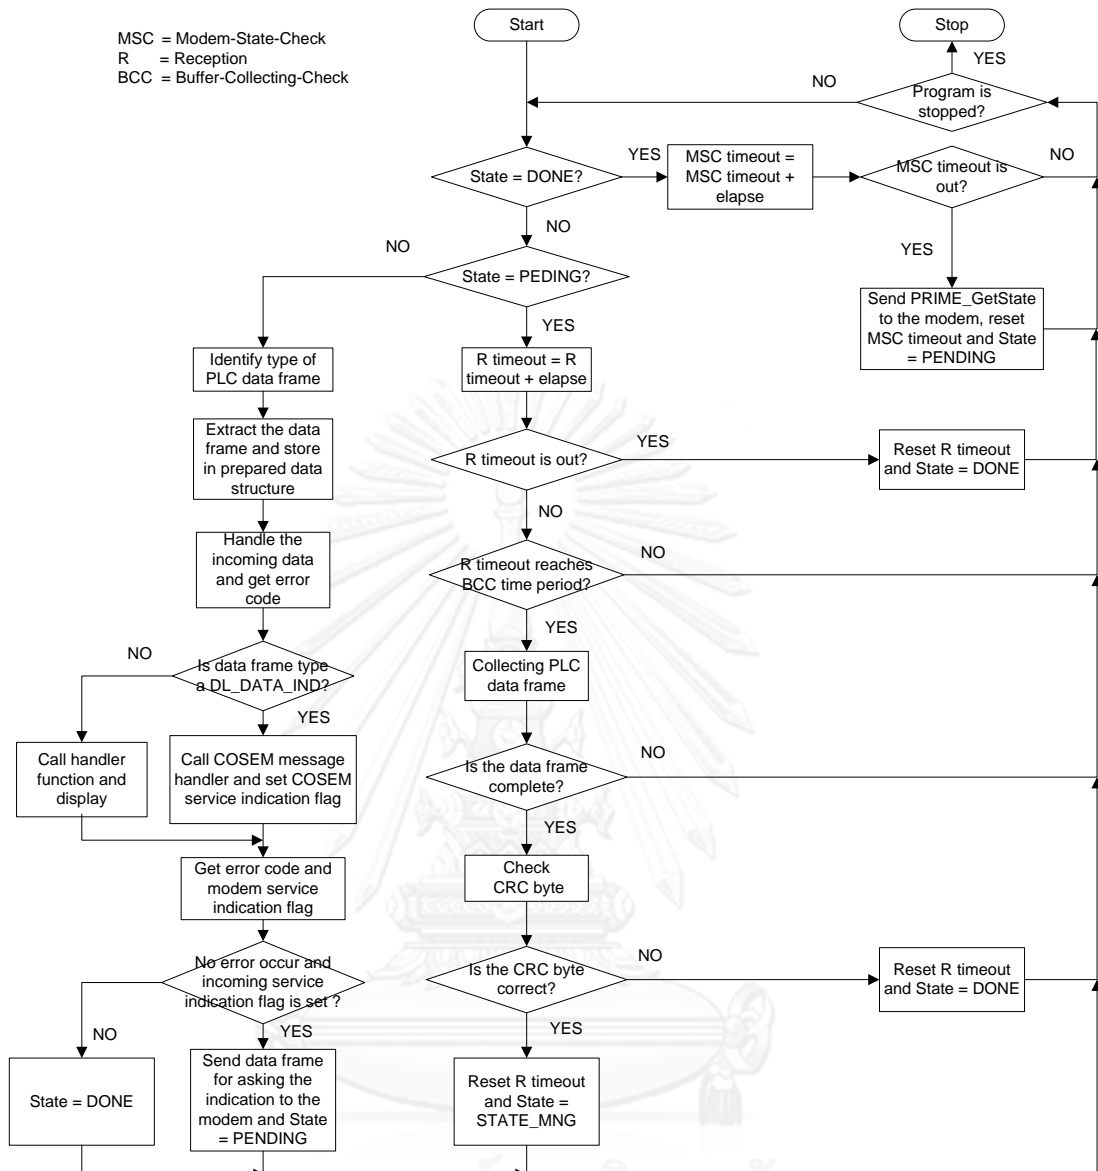 Start
Stop
MSC = Modem-State-Check
R = Reception
BCC = Buffer-Collecting-Check
YES
NO
Program is
stopped?
State = DONE?
YES
MSC timeout =
MSC timeout +
elapse
MSC timeout is
out?
NO
NO
YES
NO
State = PEDING?
YES
Send PRIME_GetState
to the modem, reset
MSC timeout and State
= PENDING
Identify type of
PLC data frame
R timeout = R
timeout + elapse
Extract the data
frame and store
in prepared data
structure
R timeout is out?
YES
Reset R timeout
and State = DONE
NO
Handle the
incoming data
and get error
code
R timeout reaches
BCC time period?
NO
YES
NO
Is data frame type
a DL_DATA_IND?
YES
Collecting PLC
data frame
Call handler
function and
display
Call COSEM message
handler and set COSEM
service indication flag
Is the data frame
complete?
NO
YES
Get error code and
modem service
indication flag
Check
CRC byte
No error occur and
incoming service
indication flag is set ?
Is the CRC byte
correct?
NO
Reset R timeout
and State = DONE
NO
YES
YES
State = DONE
Send data frame
for asking the
indication to the
modem and State
= PENDING
Reset R timeout
and State =
STATE_MNG